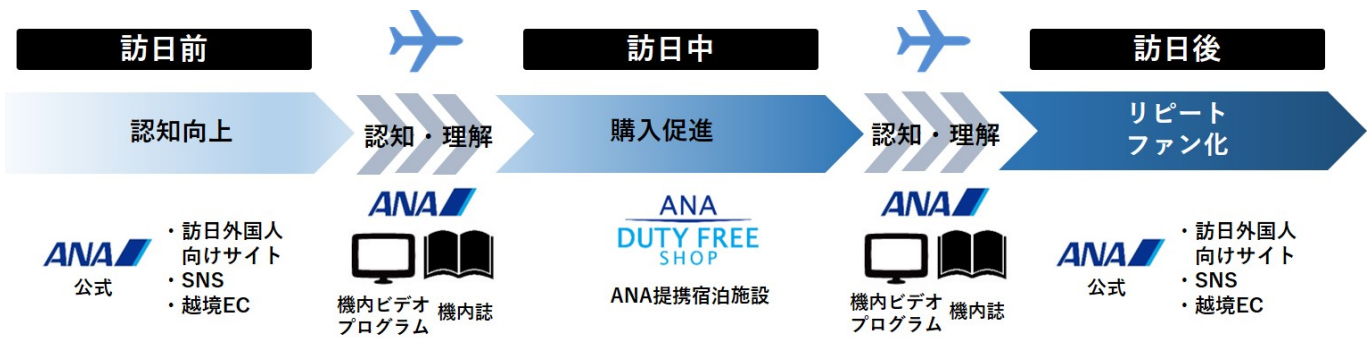 訪日前
訪日中
訪日後
認知向上
認知・理解
購入促進
認知・理解
リピート
ファン化
ANA
公式
・訪日外国人
向けサイト
・SNS
・越境EC
ANA
機内ビデオ
プログラム
機内誌
ANA
DUTY FREE
SHOP
ANA提携宿泊施設
ANA
機内ビデオ
プログラム
機内誌
ANA
公式
・訪日外国人
向けサイト
・SNS
・越境EC